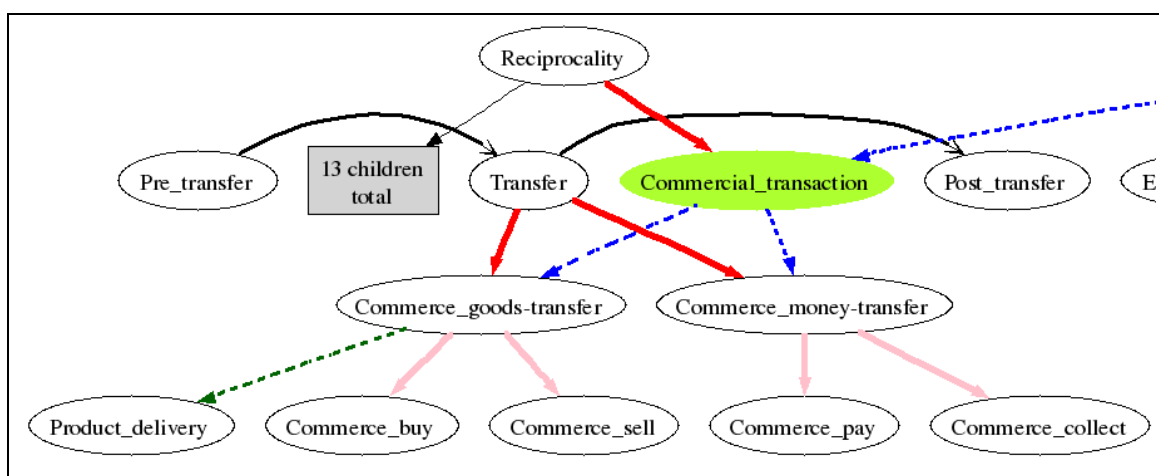 Reciprocality
Pre_transfer
13 children
total
Transfer
Commercial_transaction
Post_transfer
E
Commerce_goods-transfer
Commerce_money-transfer
Product_delivery
Commerce_buy
Commerce_sell
Commerce_pay
Commerce_collect